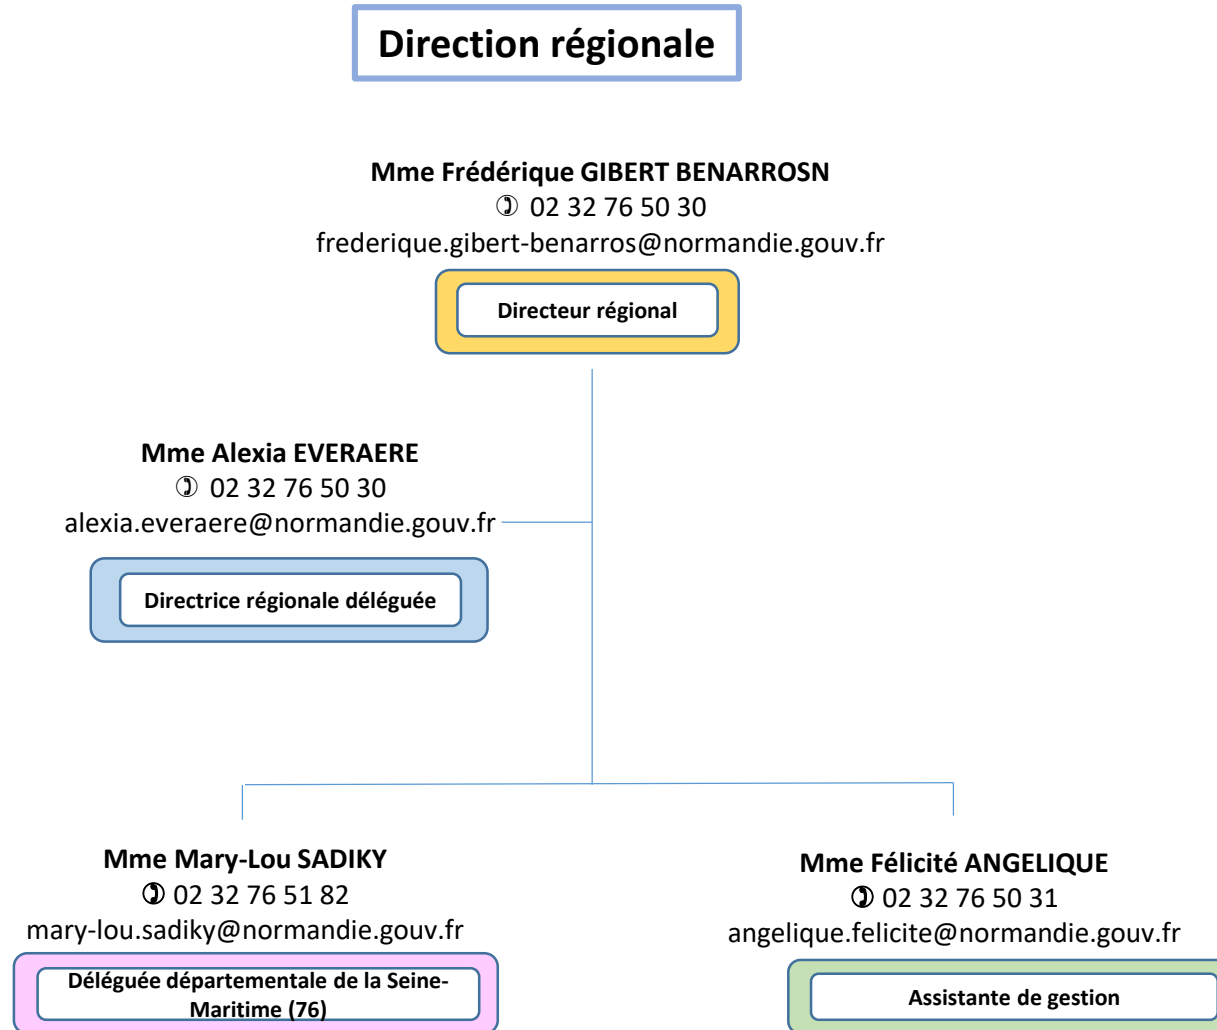 Direction régionale
Mme Frédérique GIBERT BENARROSN
✆ 02 32 76 50 30
frederique.gibert-benarros@normandie.gouv.fr
Directeur régional
Mme Alexia EVERAERE
✆ 02 32 76 50 30
alexia.everaere@normandie.gouv.fr
Directrice régionale déléguée
Mme Mary-Lou SADIKY
✆ 02 32 76 51 82
mary-lou.sadiky@normandie.gouv.fr
Déléguée départementale de la Seine-
Maritime (76)
Mme Félicité ANGELIQUE
✆ 02 32 76 50 31
angelique.felicite@normandie.gouv.fr
Assistante de gestion